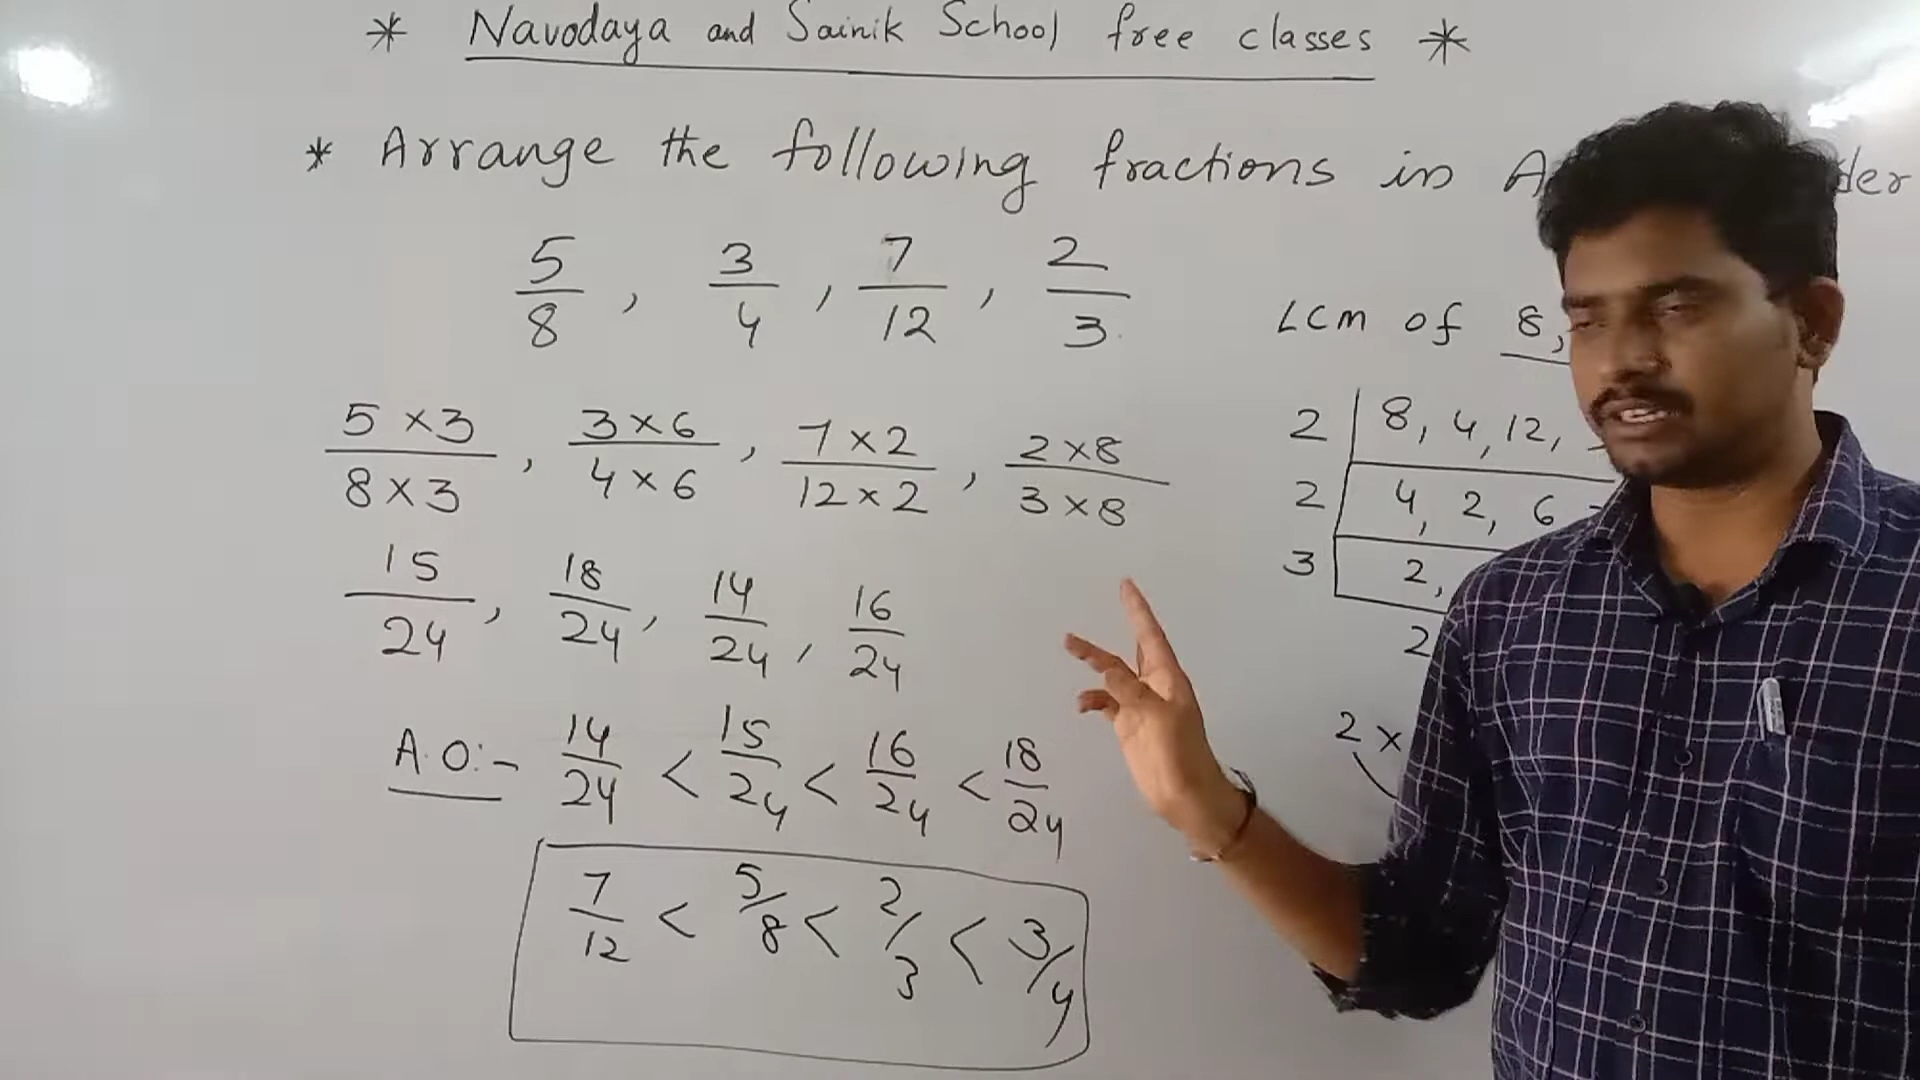 * Navodaya and Sainik School free classes *
* Arrange the following fractions in
5/8 , 3/4 , 7/12 , 2/3
LCM of 8,
5×3/8×3 , 3×6/4×6 , 7×2/12×2 , 2×8/3×8
2 | 8, 4, 12,
2 | 4, 2, 6
3 | 2,
2
15/24 , 18/24 , 14/24 , 16/24
2 ×
A.O:- 14/24 < 15/24 < 16/24 < 18/24
7/12 < 5/8 < 2/3 < 3/4